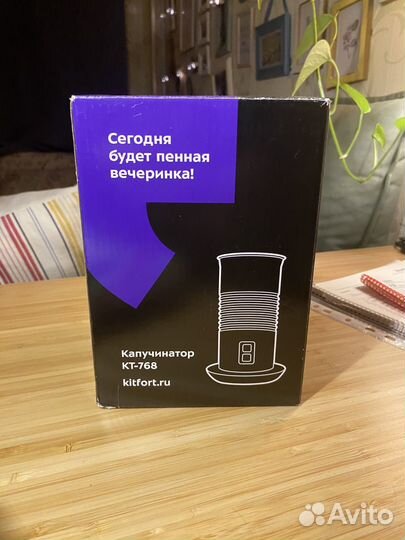 Сегодня
будет пенная
вечеринка!
Капучинатор
КТ-768
kitfort.ru
Avito